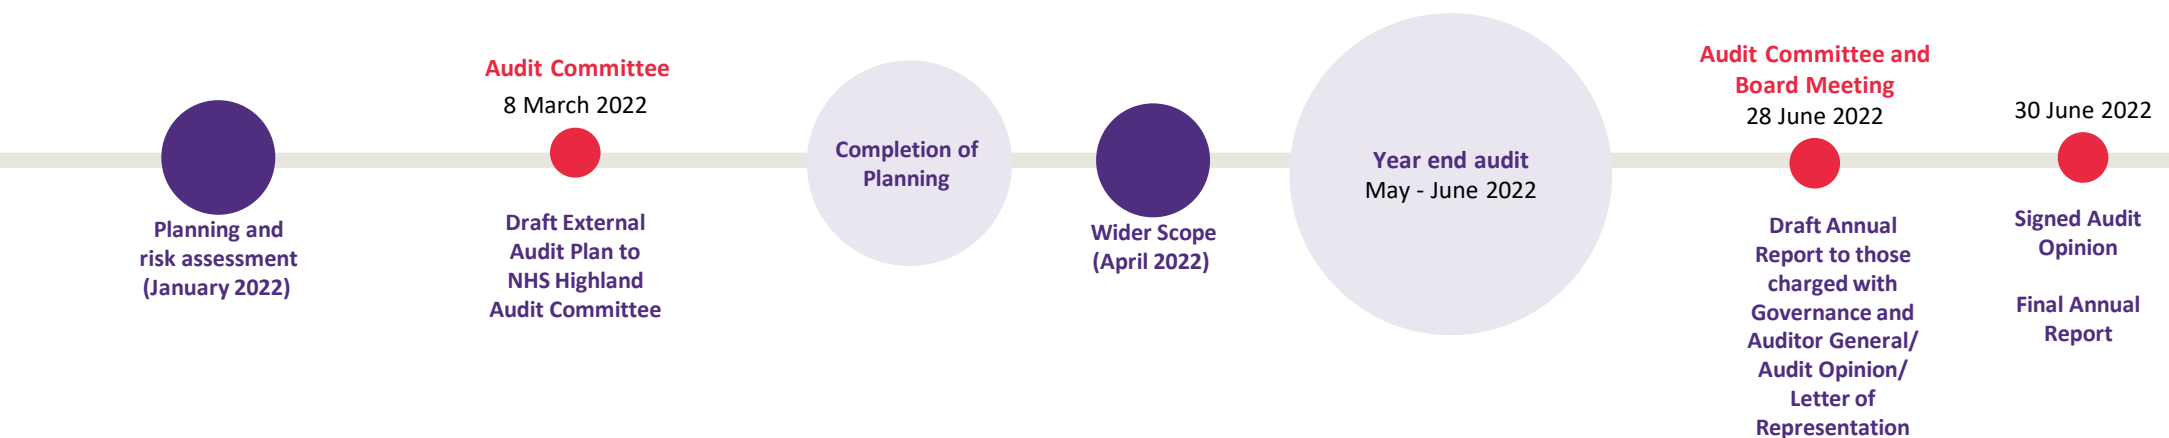 Planning and
risk assessment
(January 2022)
Audit Committee
8 March 2022
Draft External
Audit Plan to
NHS Highland
Audit Committee
Completion of
Planning
Wider Scope
(April 2022)
Year end audit
May - June 2022
Audit Committee and
Board Meeting
28 June 2022
Draft Annual
Report to those
charged with
Governance and
Auditor General/
Audit Opinion/
Letter of
Representation
30 June 2022
Signed Audit
Opinion
Final Annual
Report